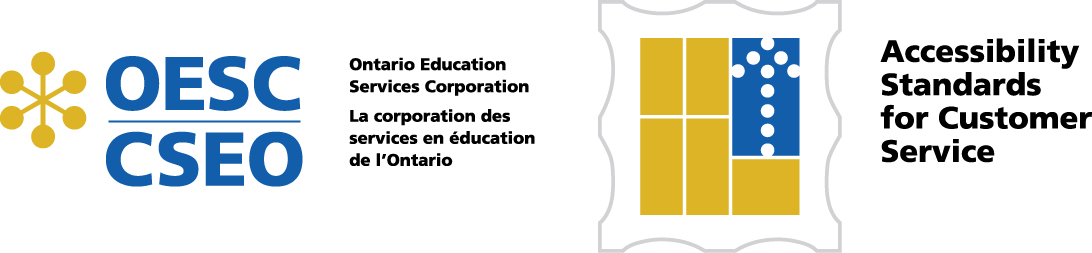 OESC
CSEO
Ontario Education
Services Corporation
La corporation des
services en éducation
de l’Ontario
Accessibility
Standards
for Customer
Service